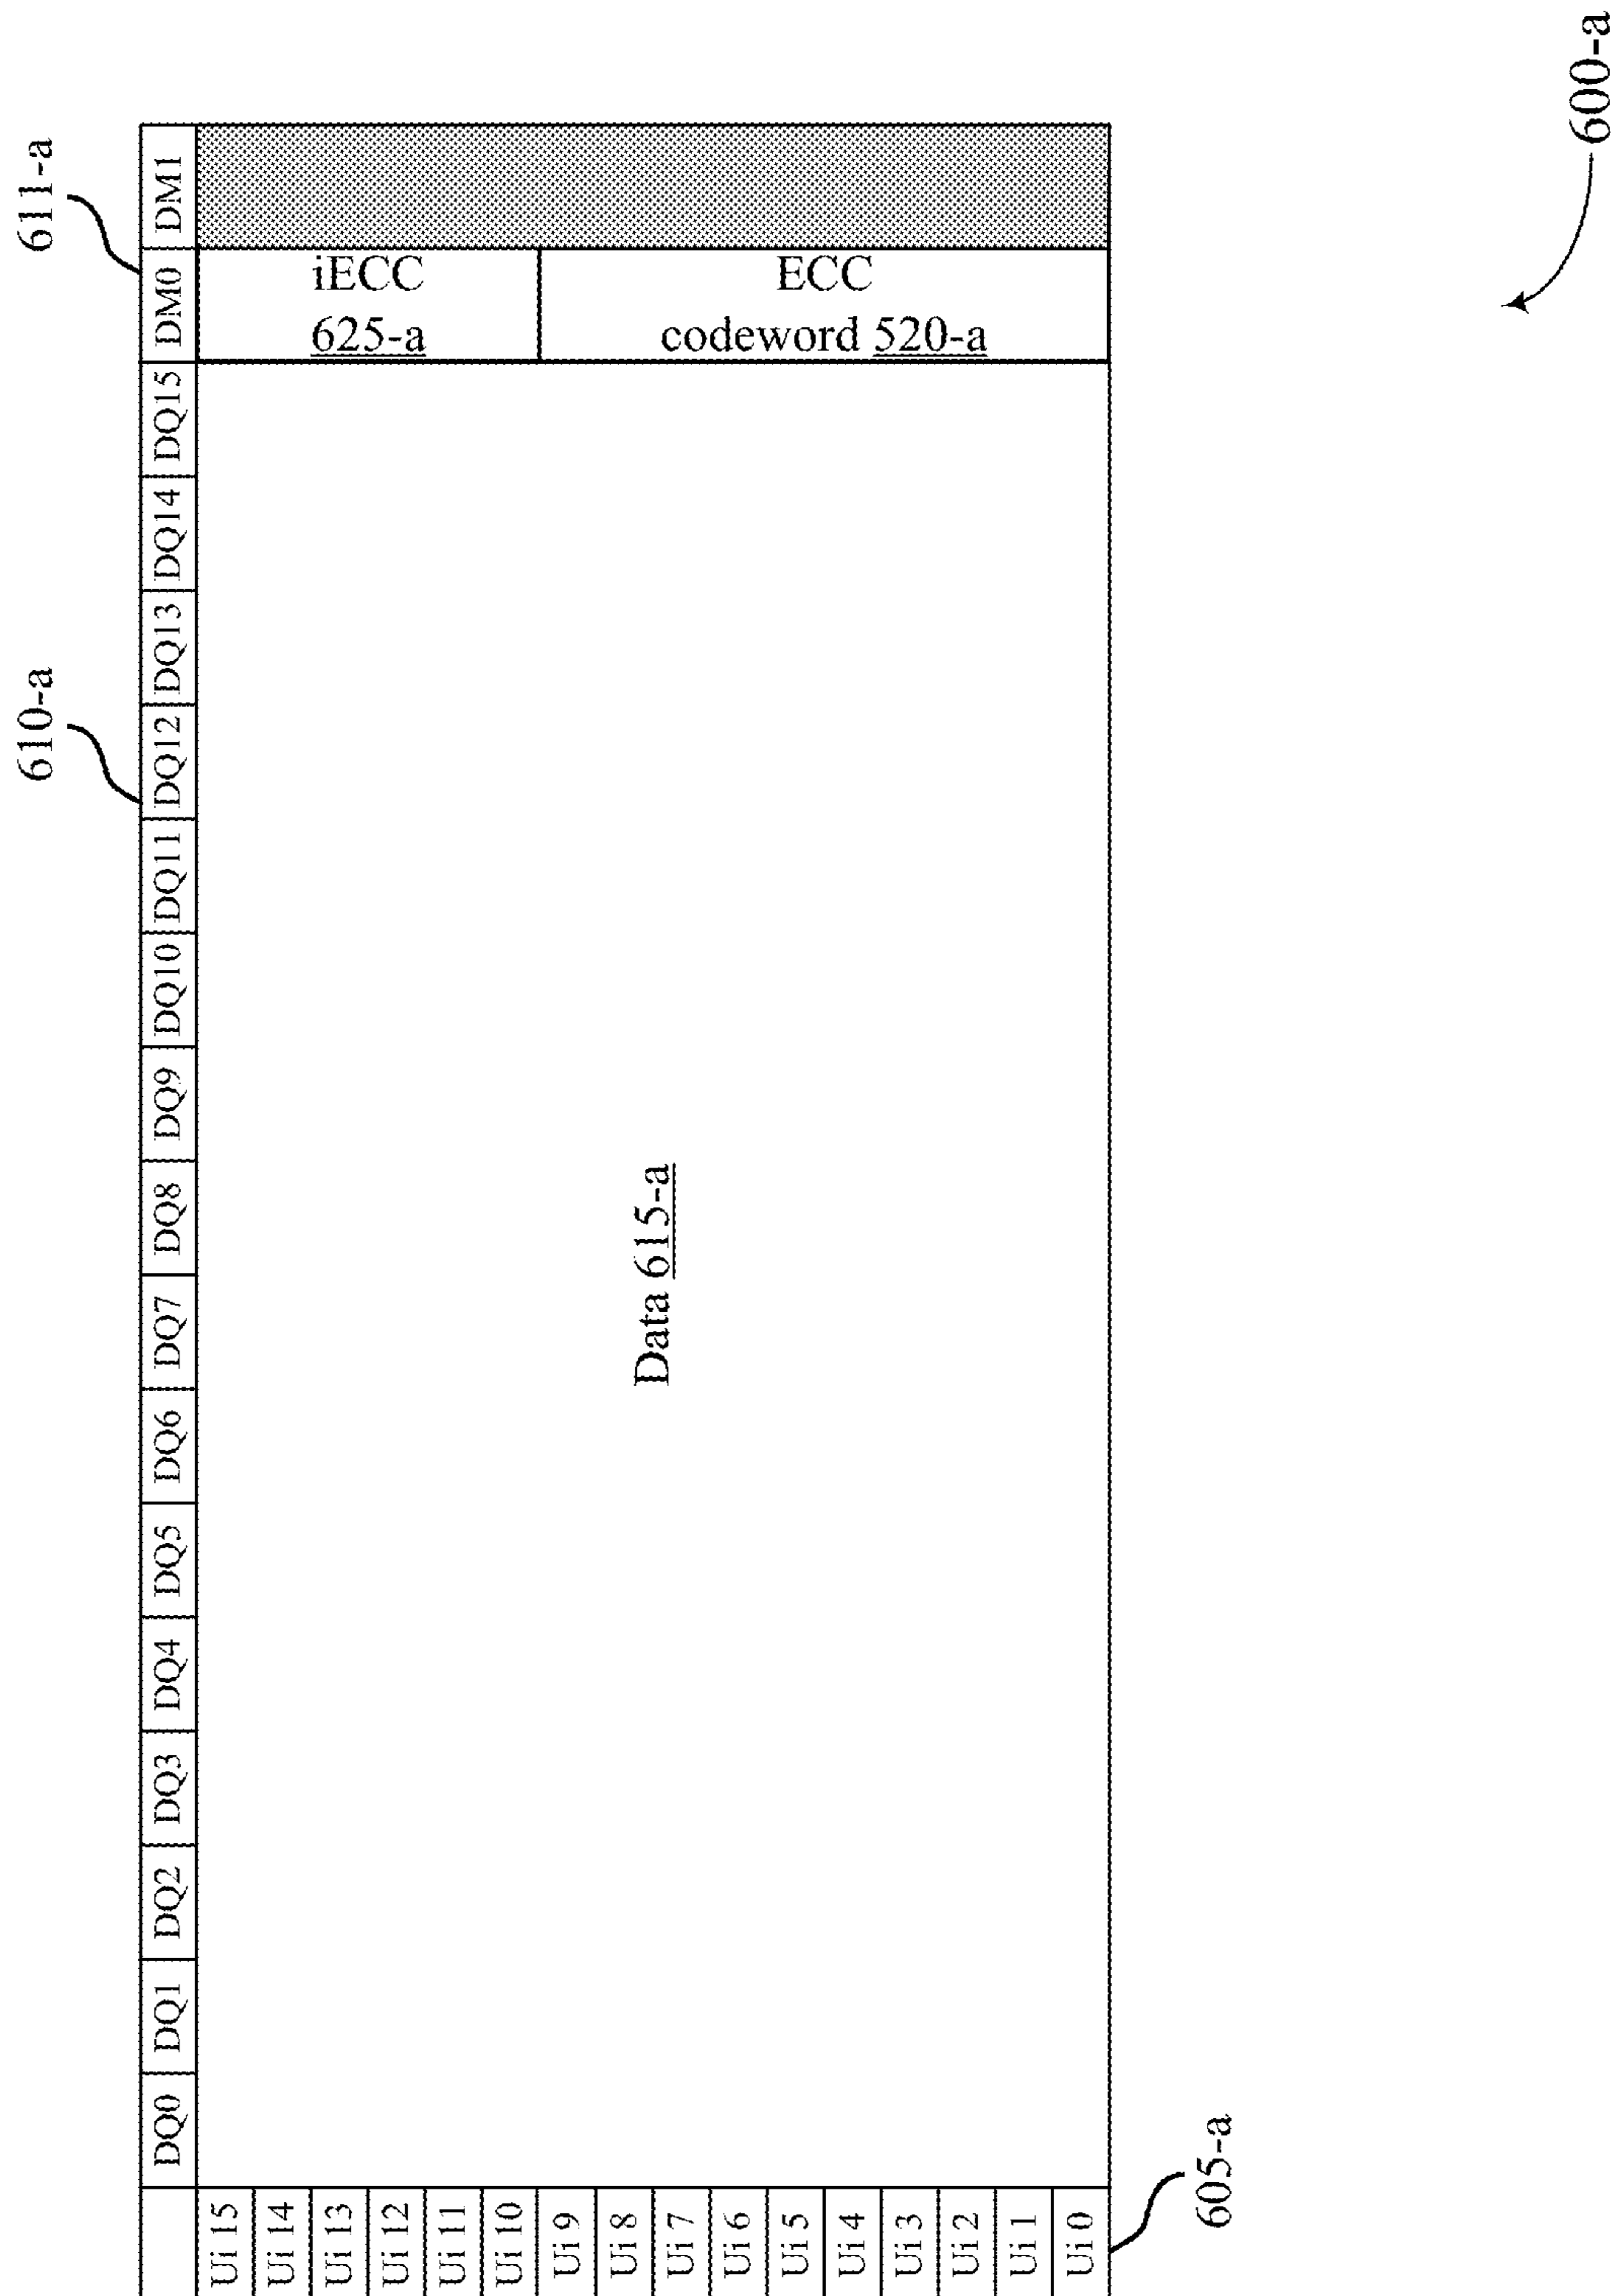 610-a
611-a
DQ0 DQ1 DQ2 DQ3 DQ4 DQ5 DQ6 DQ7 DQ8 DQ9 DQ10 DQ11 DQ12 DQ13 DQ14 DQ15 DM0 DM1
Ui 15
Ui 14
Ui 13
Ui 12
Ui 11
Ui 10
Ui 9
Ui 8
Ui 7
Ui 6
Ui 5
Ui 4
Ui 3
Ui 2
Ui 1
Ui 0
Data 615-a
iECC
625-a
ECC
codeword 520-a
605-a
600-a